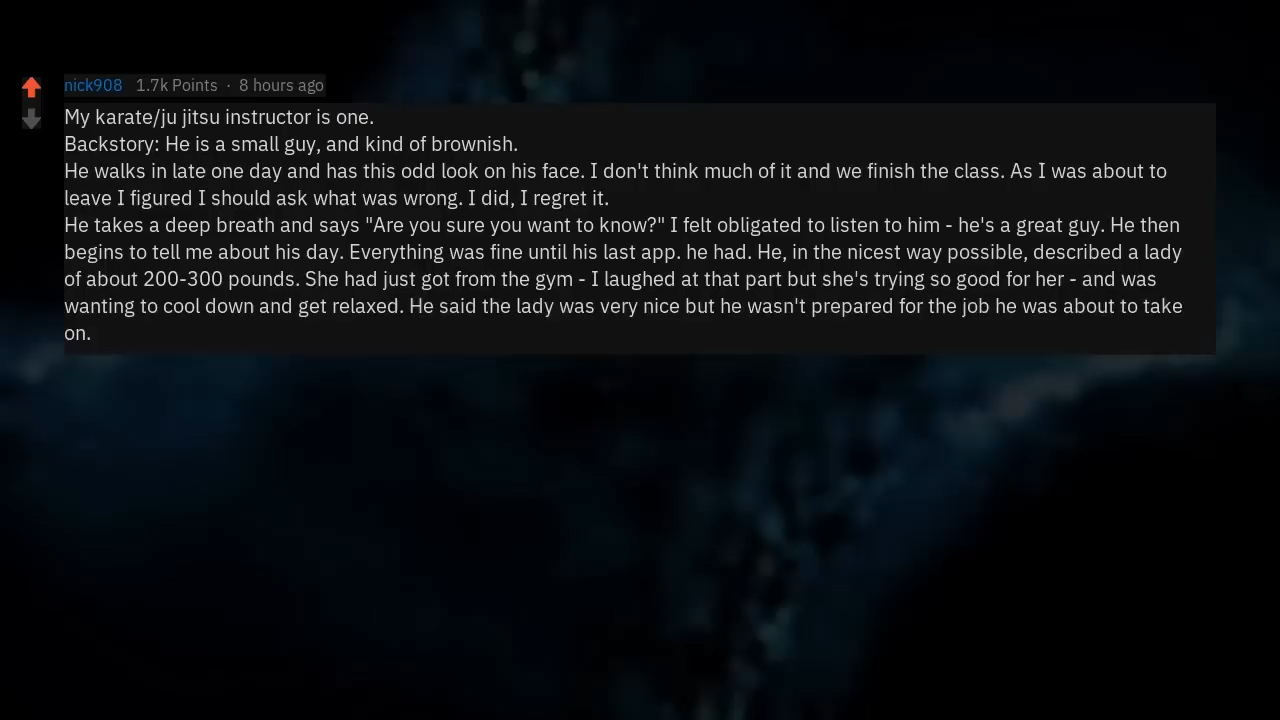 nick908 1.7k Points · 8 hours ago
My karate/ju jitsu instructor is one.
Backstory: He is a small guy, and kind of brownish.
He walks in late one day and has this odd look on his face. I don't think much of it and we finish the class. As I was about to
leave I figured I should ask what was wrong. I did, I regret it.
He takes a deep breath and says "Are you sure you want to know?" I felt obligated to listen to him - he's a great guy. He then
begins to tell me about his day. Everything was fine until his last app. he had. He, in the nicest way possible, described a lady
of about 200-300 pounds. She had just got from the gym - I laughed at that part but she's trying so good for her - and was
wanting to cool down and get relaxed. He said the lady was very nice but he wasn't prepared for the job he was about to take
on.